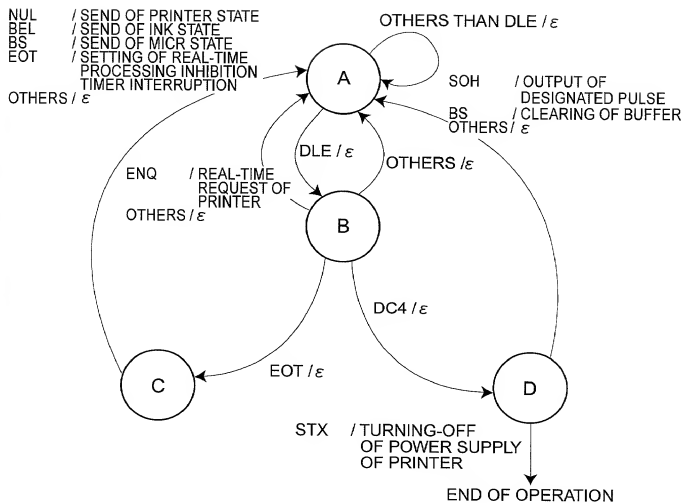 NUL / SEND OF PRINTER STATE
BEL / SEND OF INK STATE
BS / SEND OF MICR STATE
EOT / SETTING OF REAL-TIME
PROCESSING INHIBITION
TIMER INTERRUPTION
OTHERS / ε
OTHERS THAN DLE / ε
A
SOH / OUTPUT OF
DESIGNATED PULSE
BS / CLEARING OF BUFFER
OTHERS / ε
DLE / ε
OTHERS / ε
ENQ / REAL-TIME
REQUEST OF
PRINTER
OTHERS / ε
B
DC4 / ε
EOT / ε
C
D
STX / TURNING-OFF
OF POWER SUPPLY
OF PRINTER
END OF OPERATION